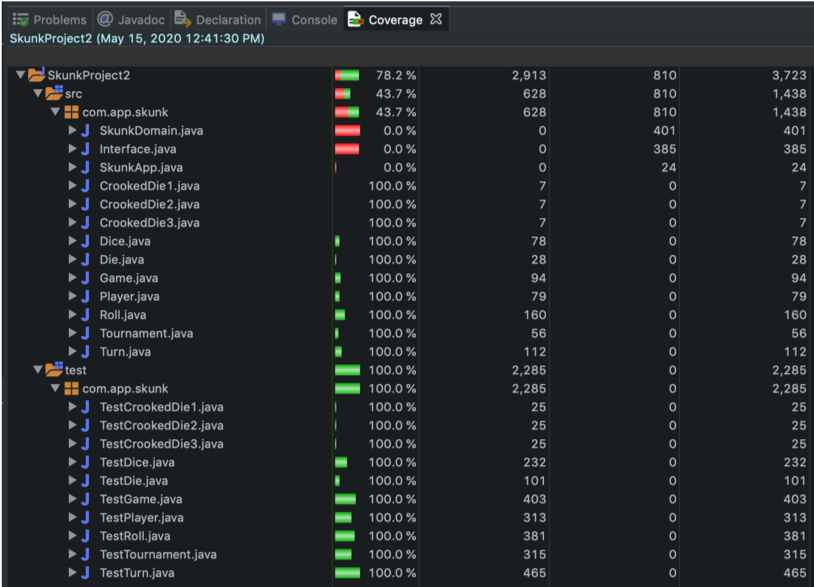 Problems @ Javadoc Declaration Console Coverage
SkunkProject2 (May 15, 2020 12:41:30 PM)
SkunkProject2 78.2 % 2,913 810 3,723
src 43.7 % 628 810 1,438
com.app.skunk 43.7 % 628 810 1,438
SkunkDomain.java 0.0 % 0 401 401
Interface.java 0.0 % 0 385 385
SkunkApp.java 0.0 % 0 24 24
CrookedDie1.java 100.0 % 7 0 7
CrookedDie2.java 100.0 % 7 0 7
CrookedDie3.java 100.0 % 7 0 7
Dice.java 100.0 % 78 0 78
Die.java 100.0 % 28 0 28
Game.java 100.0 % 94 0 94
Player.java 100.0 % 79 0 79
Roll.java 100.0 % 160 0 160
Tournament.java 100.0 % 56 0 56
Turn.java 100.0 % 112 0 112
test 100.0 % 2,285 0 2,285
com.app.skunk 100.0 % 2,285 0 2,285
TestCrookedDie1.java 100.0 % 25 0 25
TestCrookedDie2.java 100.0 % 25 0 25
TestCrookedDie3.java 100.0 % 25 0 25
TestDice.java 100.0 % 232 0 232
TestDie.java 100.0 % 101 0 101
TestGame.java 100.0 % 403 0 403
TestPlayer.java 100.0 % 313 0 313
TestRoll.java 100.0 % 381 0 381
TestTournament.java 100.0 % 315 0 315
TestTurn.java 100.0 % 465 0 465